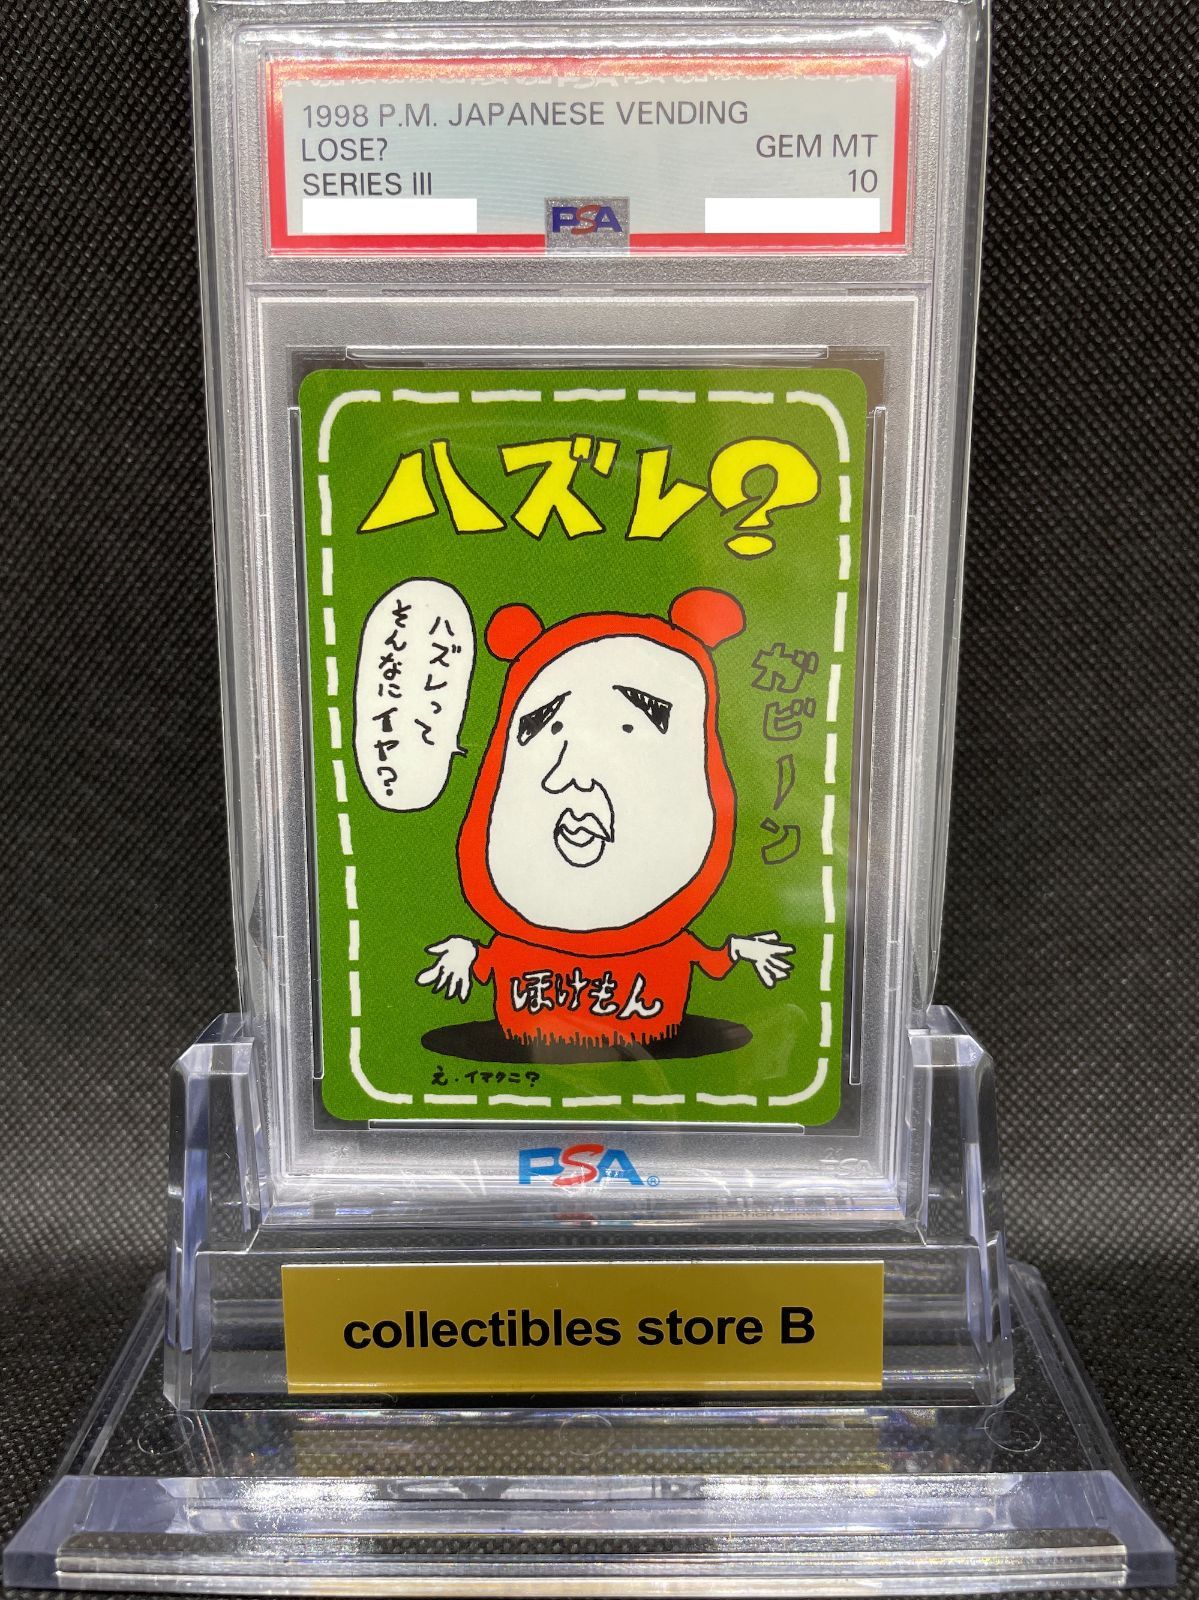 1998 P.M. JAPANESE VENDING
LOSE?
GEM MT
SERIES III
10
PSA
ハズレ?
ハズレって
そんなにイヤ?
ガビーン
ぽけもん
え・イマクニ?
PSA®
collectibles store B